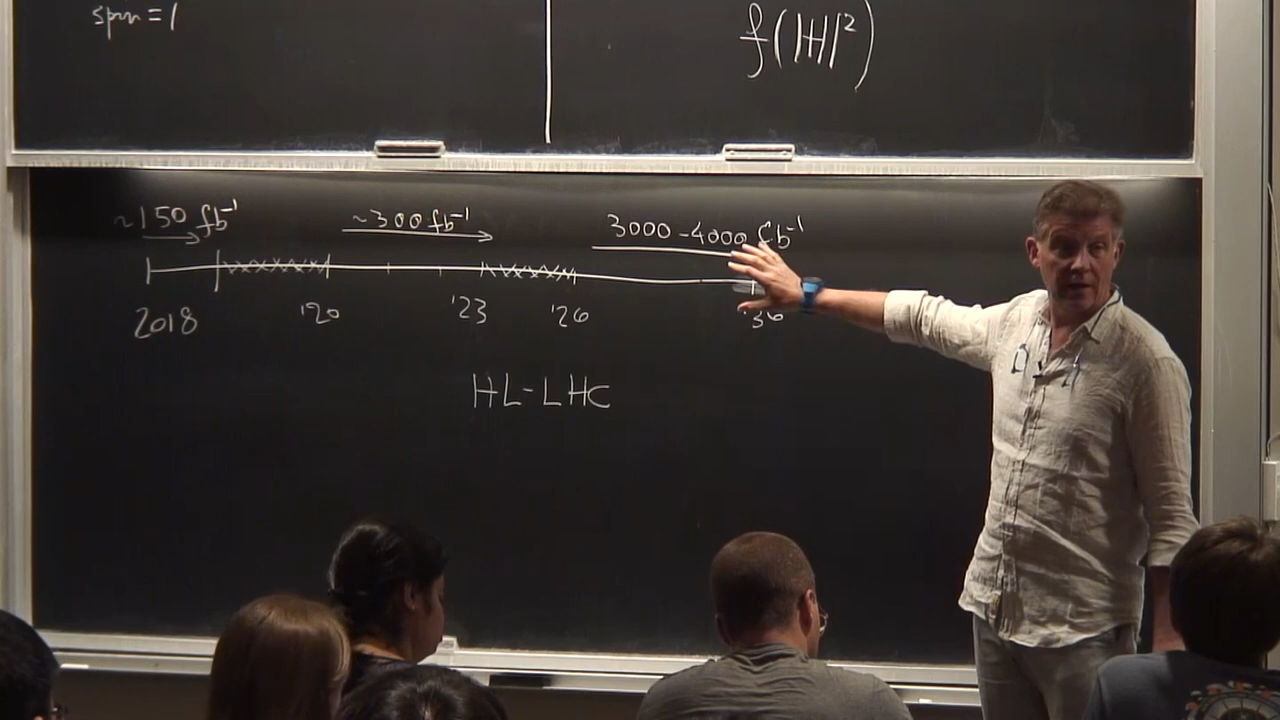 spin = 1
f(|H|²)
~150 fb⁻¹ ~300 fb⁻¹ 3000-4000 fb⁻¹
2018 '20 '23 '26 '36
HL-LHC